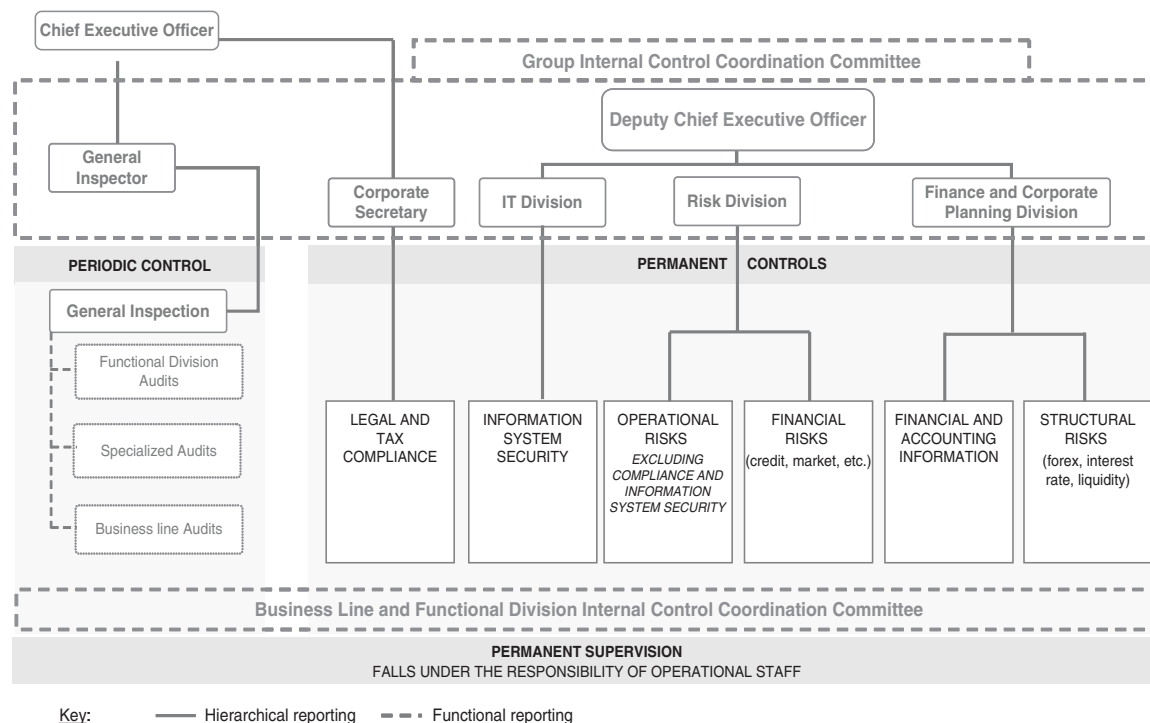 Chief Executive Officer
Group Internal Control Coordination Committee
Deputy Chief Executive Officer
General
Inspector
Corporate
Secretary
IT Division
Risk Division
Finance and Corporate
Planning Division
PERIODIC CONTROL
PERMANENT CONTROLS
General Inspection
Functional Division
Audits
Specialized Audits
Business line Audits
LEGAL AND
TAX
COMPLIANCE
INFORMATION
SYSTEM
SECURITY
OPERATIONAL
RISKS
EXCLUDING
COMPLIANCE AND
INFORMATION
SYSTEM SECURITY
FINANCIAL
RISKS
(credit, market, etc.)
FINANCIAL AND
ACCOUNTING
INFORMATION
STRUCTURAL
RISKS
(forex, interest
rate, liquidity)
Business Line and Functional Division Internal Control Coordination Committee
PERMANENT SUPERVISION
FALLS UNDER THE RESPONSIBILITY OF OPERATIONAL STAFF
Key: Hierarchical reporting Functional reporting